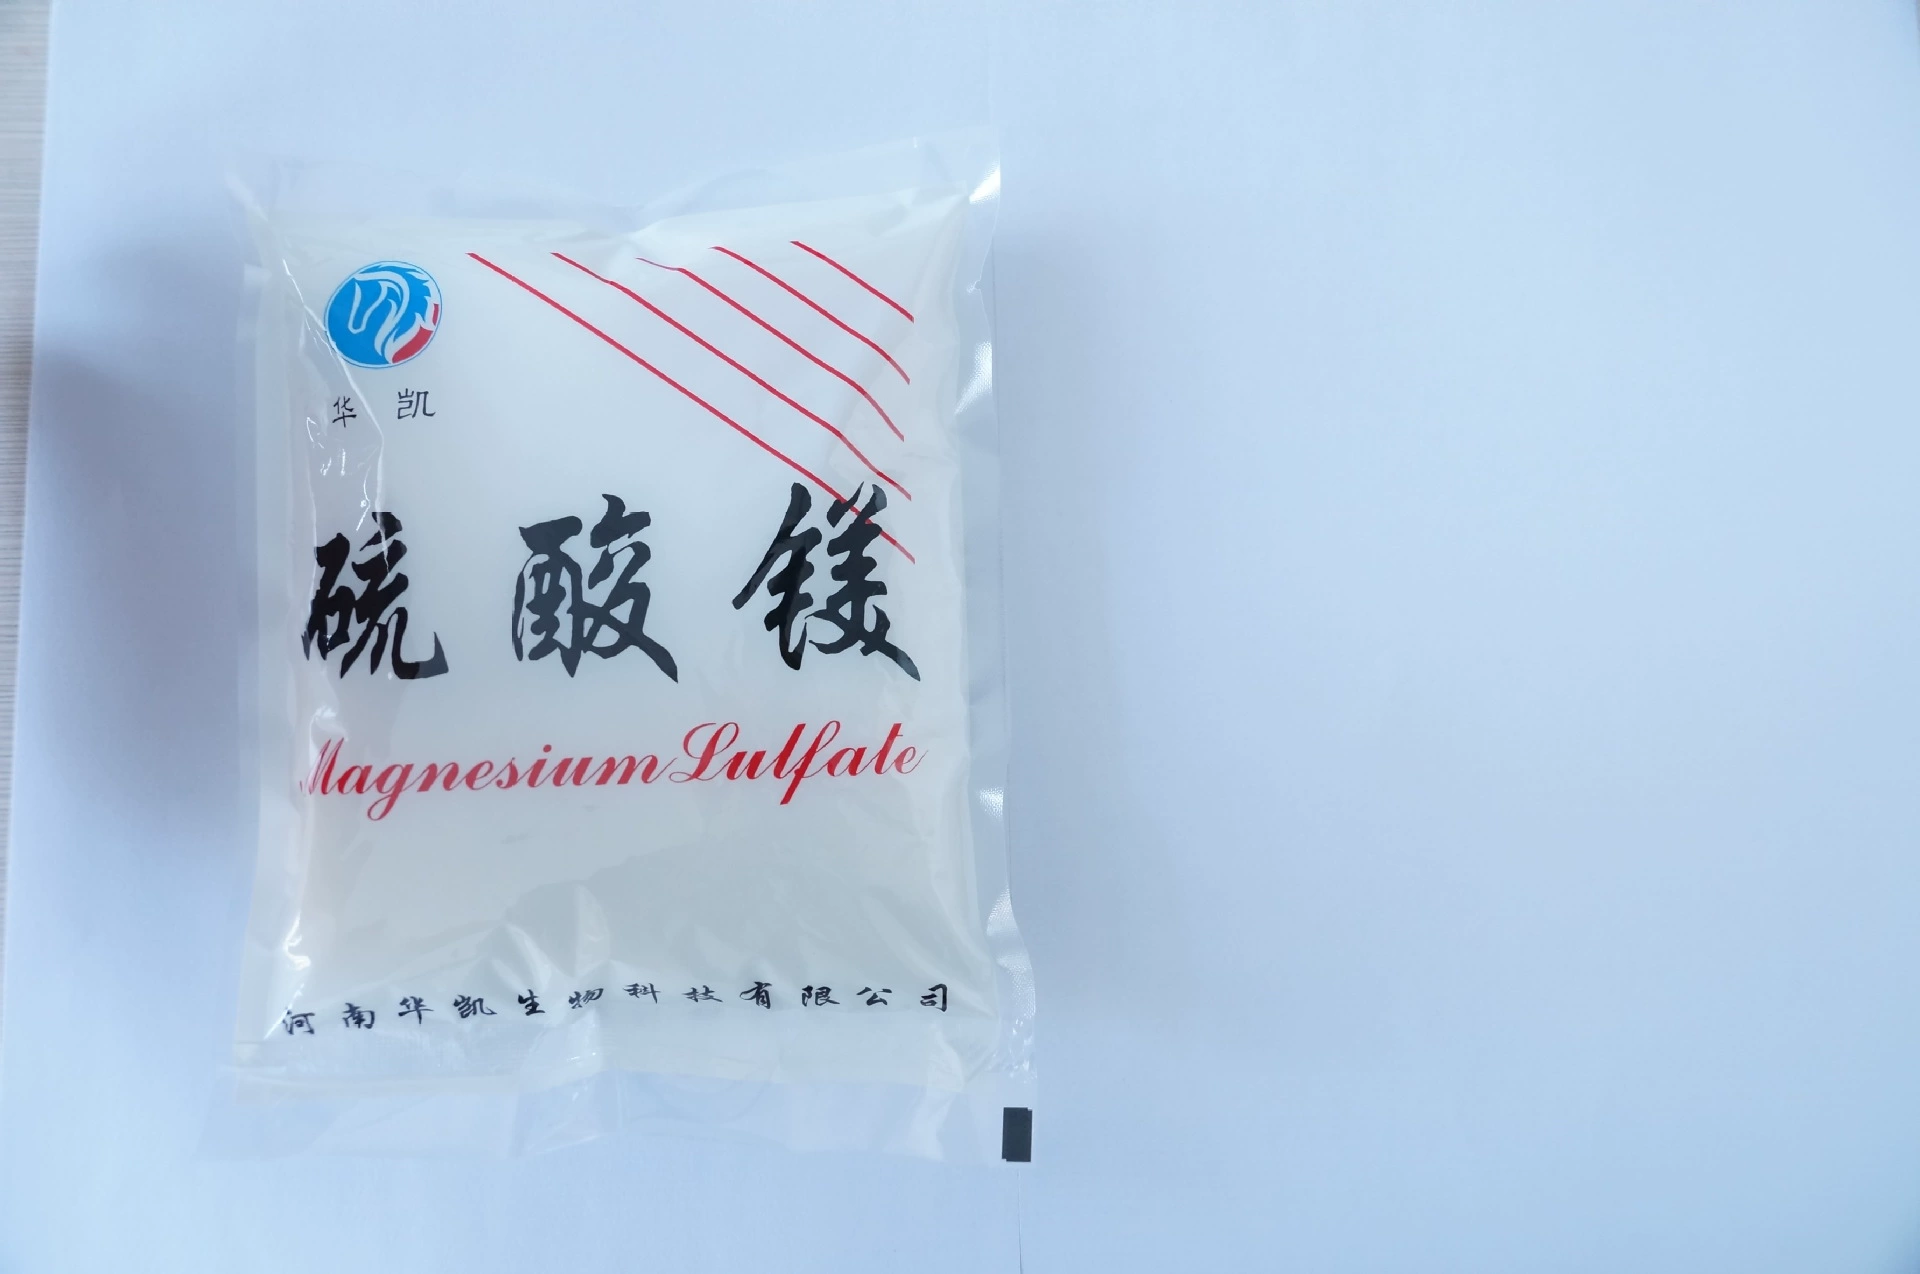 华凯
硫酸镁
Magnesium Sulfate
河南华凯生物科技有限公司